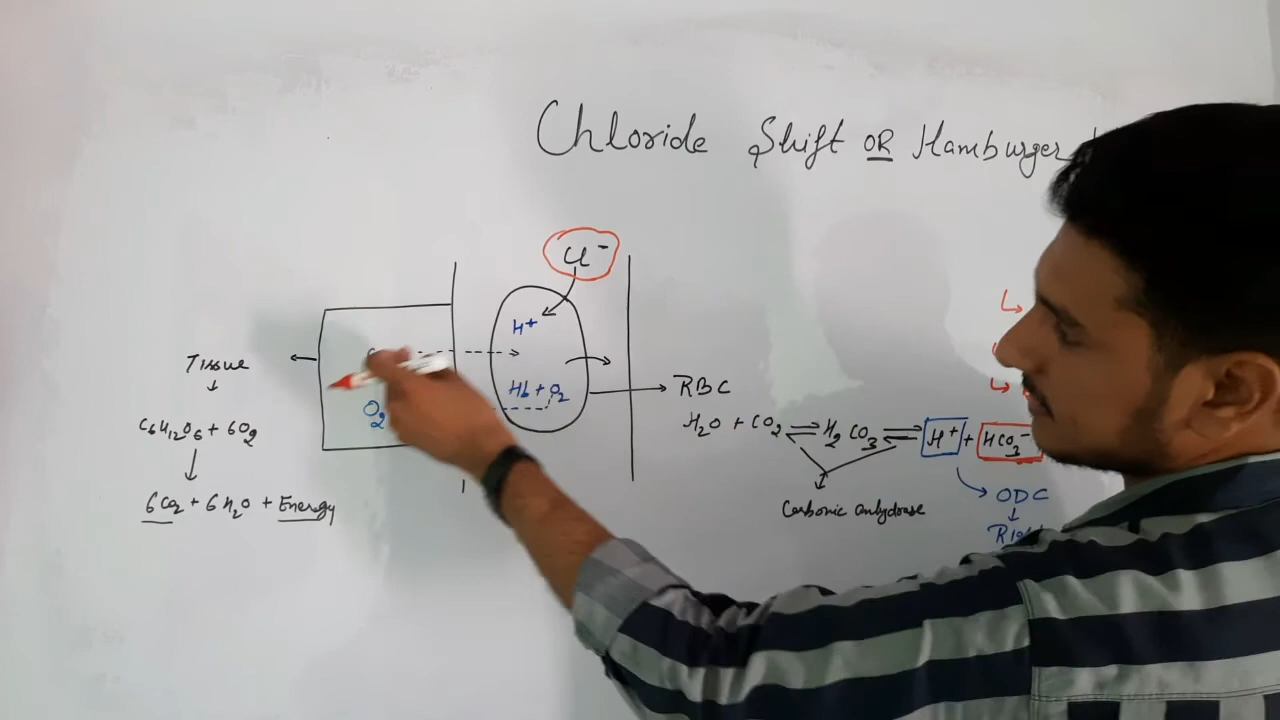 Chloride Shift OR Hamburger
Cl⁻
H⁺
Hb + O₂
O₂
Tissue
C₆H₁₂O₆ + 6O₂
6CO₂ + 6H₂O + Energy
RBC
H₂O + CO₂ ⇌ H₂CO₃ ⇌ H⁺ + HCO₃⁻
Carbonic anhydrase
ODC